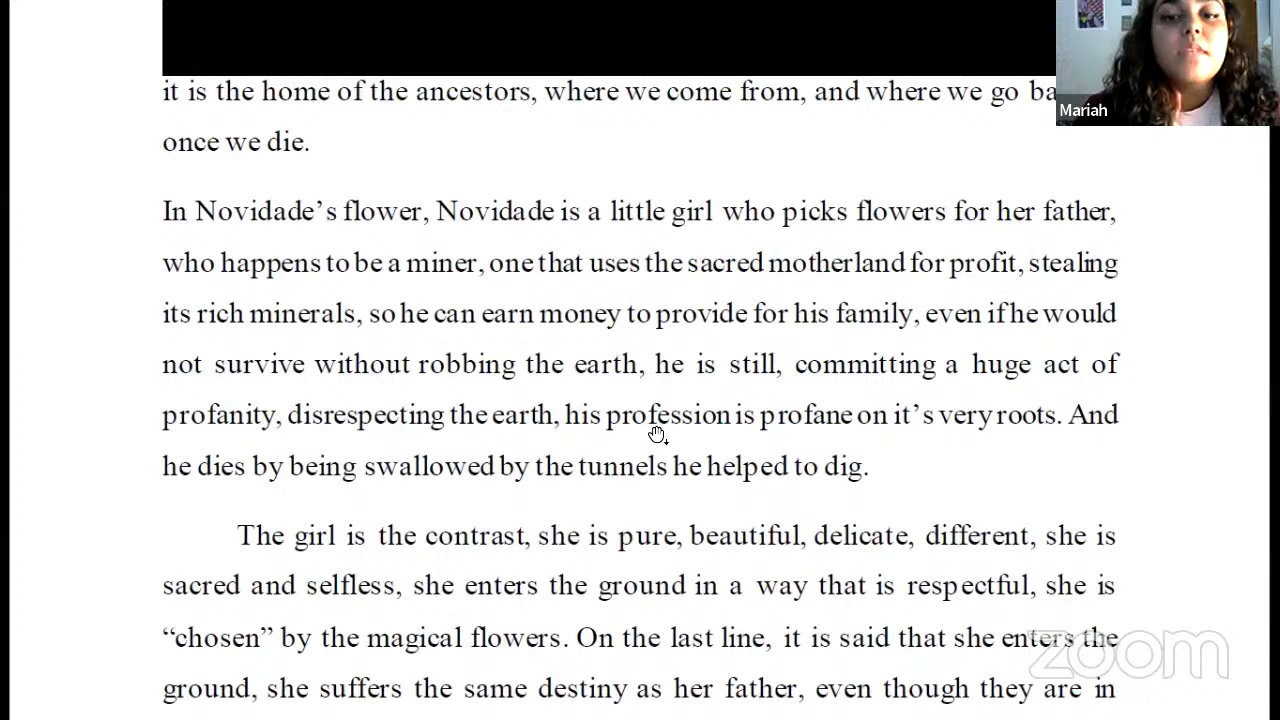 it is the home of the ancestors, where we come from, and where we go
Mariah
once we die.
In Novidade's flower, Novidade is a little girl who picks flowers for her father,
who happens to be a miner, one that uses the sacred motherland for profit, stealing
its rich minerals, so he can earn money to provide for his family, even if he would
not survive without robbing the earth, he is still, committing a huge act of
profanity, disrespecting the earth, his profession is profane on it's very roots. And
he dies by being swallowed by the tunnels he helped to dig.
The girl is the contrast, she is pure, beautiful, delicate, different, she is
sacred and selfless, she enters the ground in a way that is respectful, she is
“chosen” by the magical flowers. On the last line, it is said that she enters the
zoom
ground, she suffers the same destiny as her father, even though they are in